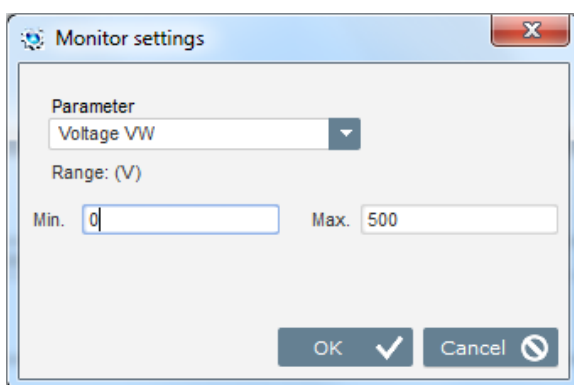 Monitor settings
Parameter
Voltage VW
Range: (V)
Min. 0 Max. 500
OK Cancel